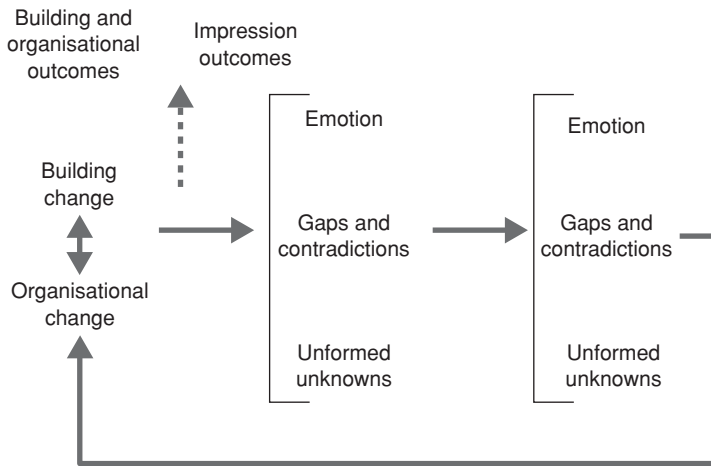 Building and
organisational
outcomes
Impression
outcomes
Building
change
Organisational
change
Emotion
Gaps and
contradictions
Unformed
unknowns
Emotion
Gaps and
contradictions
Unformed
unknowns